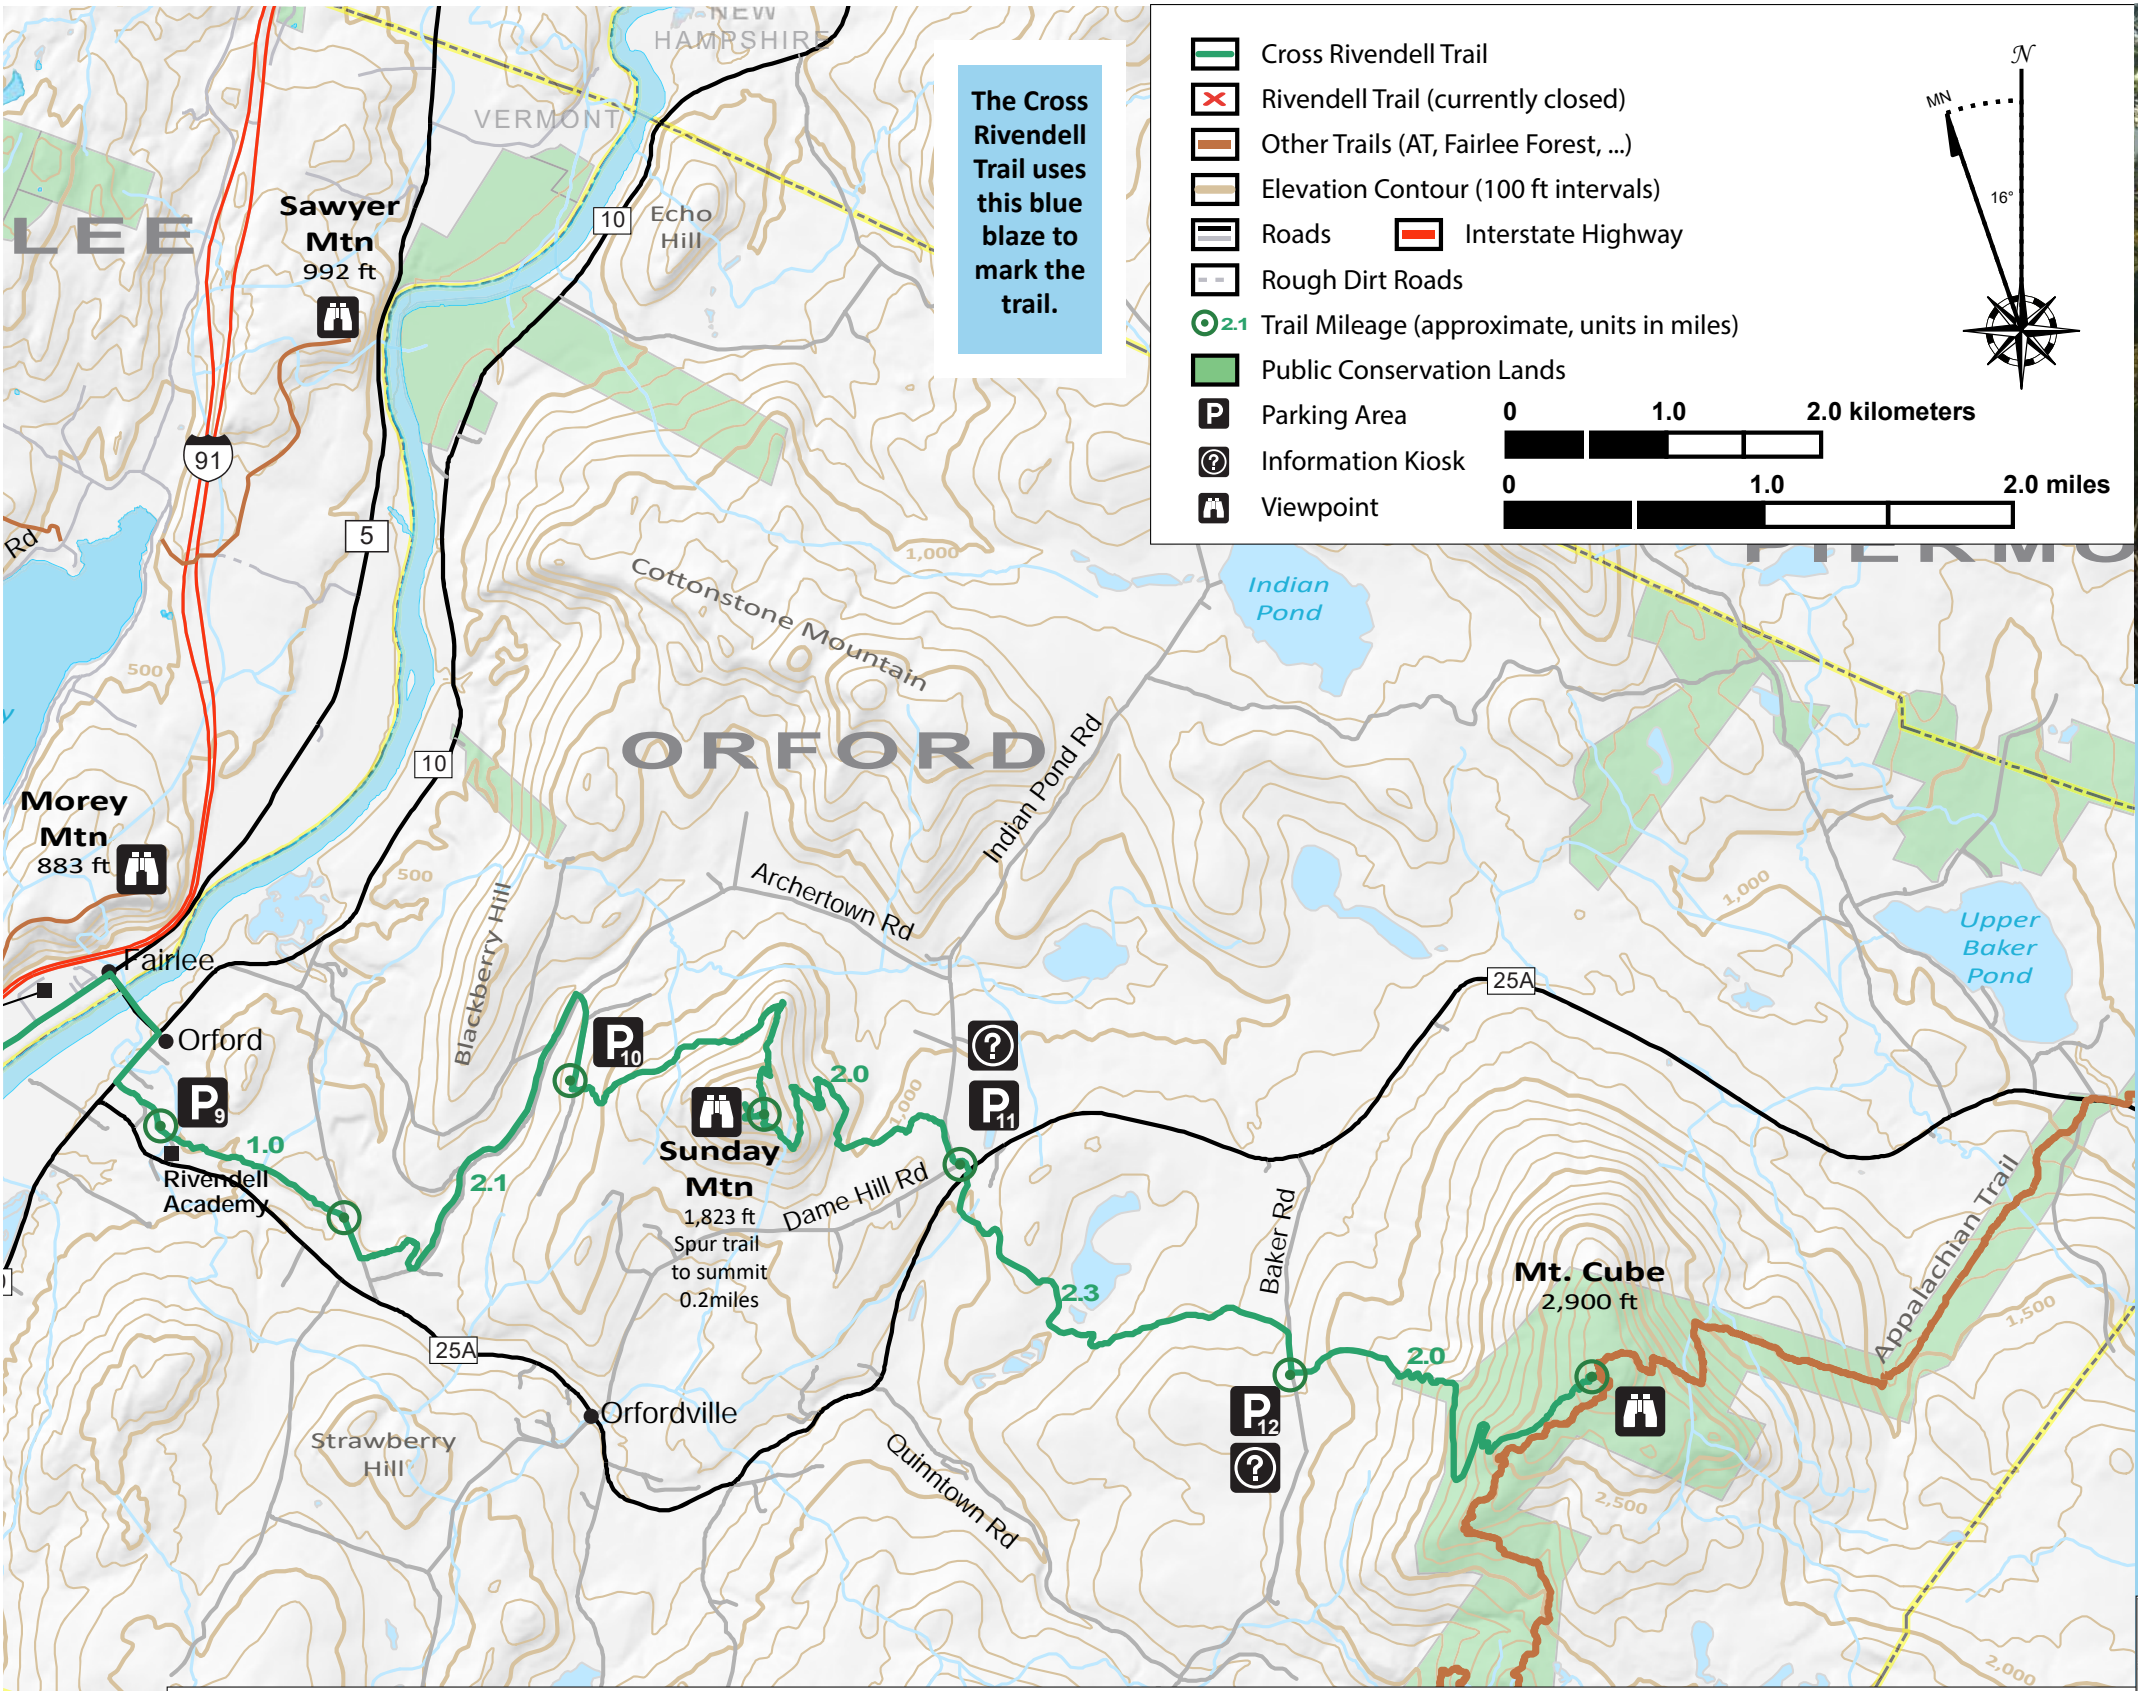 NEW
HAMPSHIRE
VERMONT
LEE
Sawyer
Mtn
992 ft
10
Echo
Hill
The Cross
Rivendell
Trail uses
this blue
blaze to
mark the
trail.
Cross Rivendell Trail
Rivendell Trail (currently closed)
Other Trails (AT, Fairlee Forest, ...)
Elevation Contour (100 ft intervals)
Roads
Interstate Highway
Rough Dirt Roads
2.1 Trail Mileage (approximate, units in miles)
Public Conservation Lands
P Parking Area
? Information Kiosk
Viewpoint
N
MN
16°
0 1.0 2.0 kilometers
0 1.0 2.0 miles
91
5
Rd
1,000
Cottonstone Mountain
Indian
Pond
500
y
ORFORD
10
Indian Pond Rd
Morey
Mtn
883 ft
500
Blackberry Hill
Archertown Rd
1,000
Upper
Baker
Pond
Fairlee
25A
Orford
P10
?
P9
2.0
1,000
P11
1.0
Rivendell
Academy
2.1
Sunday
Mtn
1,823 ft
Spur trail
to summit
0.2miles
Dame Hill Rd
Baker Rd
Appalachian Trail
2.3
Mt. Cube
2,900 ft
1,500
25A
2.0
Orfordville
P12
?
Strawberry
Hill
Quinntown Rd
2,500
2,000